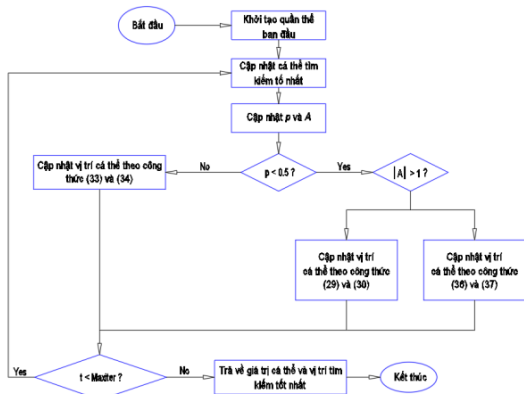 Bắt đầu
Khởi tạo quần thể
ban đầu
Cập nhật cá thể tìm
kiếm tố nhất
Cập nhật p và A
Cập nhật vị trí cá thể theo công
thức (33) và (34)
No
p < 0.5 ?
Yes
|A| > 1 ?
Cập nhật vị trí
cá thể theo công thức
(29) và (30)
Cập nhật vị trí
cá thể theo công thức
(36) và (37)
Yes
t < Maxiter ?
No
Trả về giá trị cá thể và vị trí tìm
kiếm tốt nhất
Kết thúc